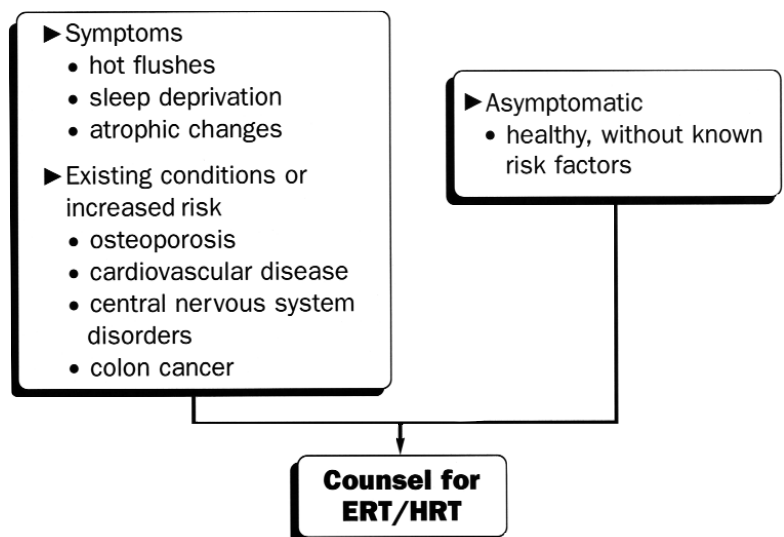 ▶Symptoms
• hot flushes
• sleep deprivation
• atrophic changes
▶Existing conditions or
increased risk
• osteoporosis
• cardiovascular disease
• central nervous system
disorders
• colon cancer
▶Asymptomatic
• healthy, without known
risk factors
Counsel for
ERT/HRT